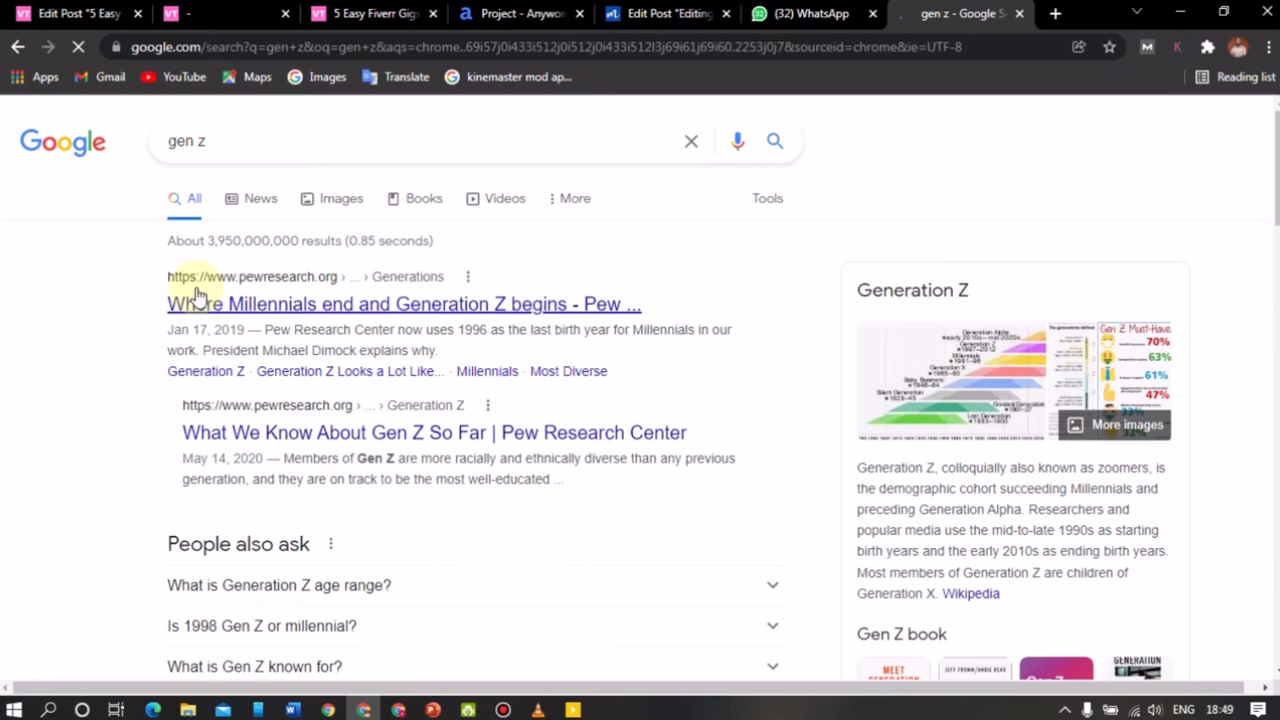 Edit Post "5 Easy
-
5 Easy Fiverr Gigs
Project - Anywor
Edit Post "Editing
(32) WhatsApp
gen z - Google S
google.com/search?q=gen+z&oq=gen+z&aqs=chrome..69i57j0i433i512j0i512j0i433i512l3j69i61j69i60.2253j0j7&sourceid=chrome&ie=UTF-8
Apps
Gmail
YouTube
Maps
Images
Translate
kinemaster mod ap...
Reading list
Google
gen z
All
News
Images
Books
Videos
More
Tools
About 3,950,000,000 results (0.85 seconds)
https://www.pewresearch.org › ... › Generations
Where Millennials end and Generation Z begins - Pew ...
Jan 17, 2019 — Pew Research Center now uses 1996 as the last birth year for Millennials in our
work. President Michael Dimock explains why.
Generation Z · Generation Z Looks a Lot Like... · Millennials · Most Diverse
https://www.pewresearch.org › ... › Generation Z
What We Know About Gen Z So Far | Pew Research Center
May 14, 2020 — Members of Gen Z are more racially and ethnically diverse than any previous
generation, and they are on track to be the most well-educated ...
People also ask
What is Generation Z age range?
Is 1998 Gen Z or millennial?
What is Gen Z known for?
Generation Z
Gen Z Must-Have
70%
63%
61%
47%
33%
More images
Generation Z, colloquially also known as zoomers, is
the demographic cohort succeeding Millennials and
preceding Generation Alpha. Researchers and
popular media use the mid-to-late 1990s as starting
birth years and the early 2010s as ending birth years.
Most members of Generation Z are children of
Generation X. Wikipedia
Gen Z book
MEET
GENERATION
ENG
18:49